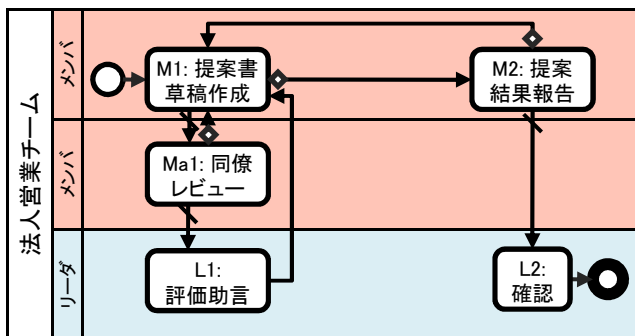 法人営業チーム
メンバ
M1: 提案書
草稿作成
M2: 提案
結果報告
メンバ
Ma1: 同僚
レビュー
リーダ
L1:
評価助言
L2:
確認